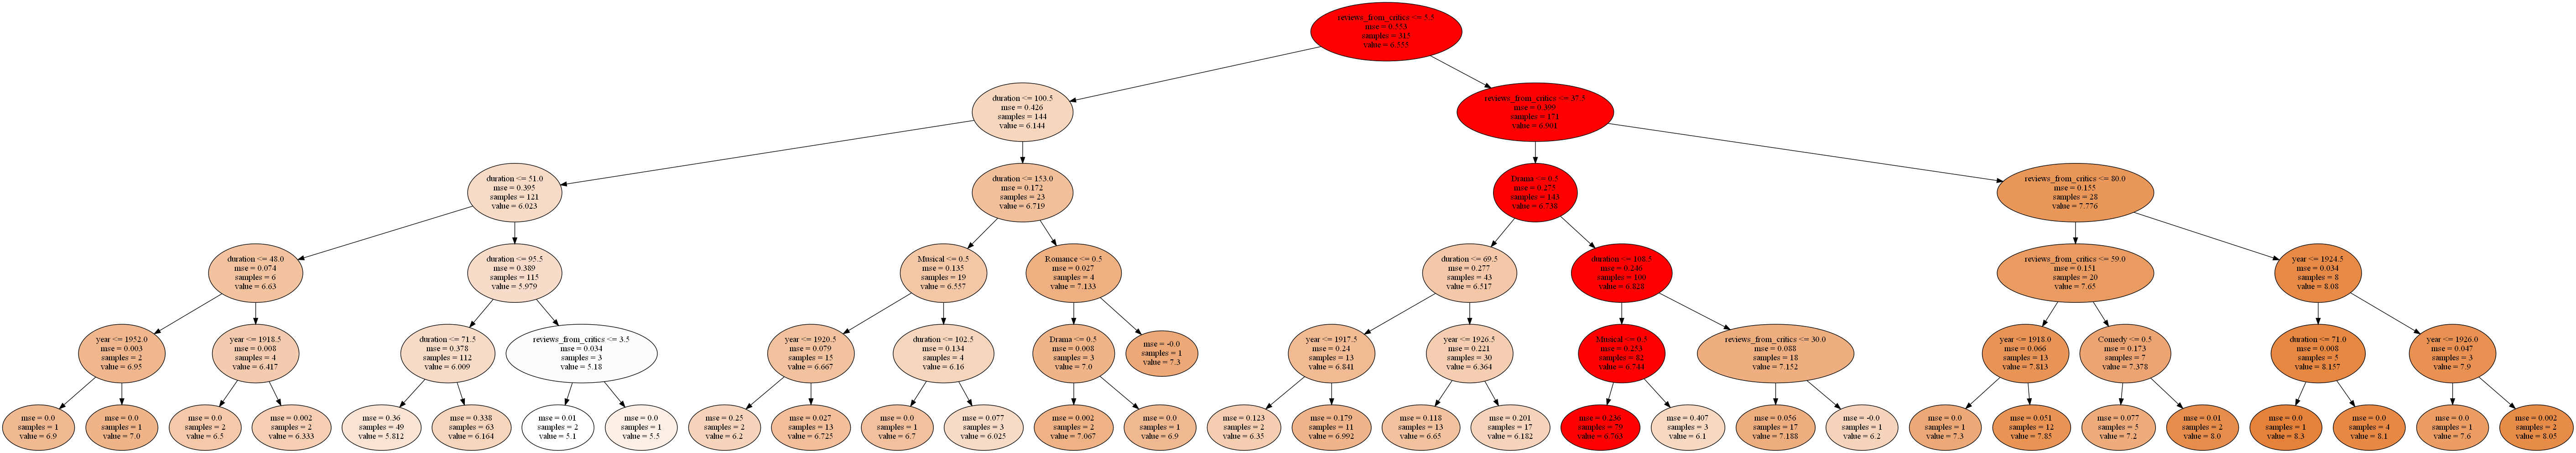 reviews_from_critics <= 5.5
mse = 0.553
samples = 315
value = 6.555
duration <= 100.5
mse = 0.426
samples = 144
value = 6.144
reviews_from_critics <= 37.5
mse = 0.399
samples = 171
value = 6.901
duration <= 51.0
mse = 0.395
samples = 121
value = 6.023
duration <= 153.0
mse = 0.172
samples = 23
value = 6.719
Drama <= 0.5
mse = 0.275
samples = 143
value = 6.738
reviews_from_critics <= 80.0
mse = 0.155
samples = 28
value = 7.776
duration <= 48.0
mse = 0.074
samples = 6
value = 6.63
duration <= 95.5
mse = 0.389
samples = 115
value = 5.979
Musical <= 0.5
mse = 0.135
samples = 19
value = 6.557
Romance <= 0.5
mse = 0.027
samples = 4
value = 7.133
duration <= 69.5
mse = 0.277
samples = 43
value = 6.517
duration <= 108.5
mse = 0.246
samples = 100
value = 6.828
reviews_from_critics <= 59.0
mse = 0.151
samples = 20
value = 7.65
year <= 1924.5
mse = 0.034
samples = 8
value = 8.08
year <= 1952.0
mse = 0.003
samples = 2
value = 6.95
year <= 1918.5
mse = 0.008
samples = 4
value = 6.417
duration <= 71.5
mse = 0.378
samples = 112
value = 6.009
reviews_from_critics <= 3.5
mse = 0.034
samples = 3
value = 5.18
year <= 1920.5
mse = 0.079
samples = 15
value = 6.667
duration <= 102.5
mse = 0.134
samples = 4
value = 6.16
Drama <= 0.5
mse = 0.008
samples = 3
value = 7.0
mse = -0.0
samples = 1
value = 7.3
year <= 1917.5
mse = 0.24
samples = 13
value = 6.841
year <= 1926.5
mse = 0.221
samples = 30
value = 6.364
Musical <= 0.5
mse = 0.253
samples = 82
value = 6.744
reviews_from_critics <= 30.0
mse = 0.088
samples = 18
value = 7.152
year <= 1918.0
mse = 0.066
samples = 13
value = 7.813
Comedy <= 0.5
mse = 0.173
samples = 7
value = 7.378
duration <= 71.0
mse = 0.008
samples = 5
value = 8.157
year <= 1926.0
mse = 0.047
samples = 3
value = 7.9
mse = 0.0
samples = 1
value = 6.9
mse = 0.0
samples = 1
value = 7.0
mse = 0.0
samples = 2
value = 6.5
mse = 0.002
samples = 2
value = 6.333
mse = 0.36
samples = 49
value = 5.812
mse = 0.338
samples = 63
value = 6.164
mse = 0.01
samples = 2
value = 5.1
mse = 0.0
samples = 1
value = 5.5
mse = 0.25
samples = 2
value = 6.2
mse = 0.027
samples = 13
value = 6.725
mse = 0.0
samples = 1
value = 6.7
mse = 0.077
samples = 3
value = 6.025
mse = 0.002
samples = 2
value = 7.067
mse = 0.0
samples = 1
value = 6.9
mse = 0.123
samples = 2
value = 6.35
mse = 0.179
samples = 11
value = 6.992
mse = 0.118
samples = 13
value = 6.65
mse = 0.201
samples = 17
value = 6.182
mse = 0.236
samples = 79
value = 6.763
mse = 0.407
samples = 3
value = 6.1
mse = 0.056
samples = 17
value = 7.188
mse = -0.0
samples = 1
value = 6.2
mse = 0.0
samples = 1
value = 7.3
mse = 0.051
samples = 12
value = 7.85
mse = 0.077
samples = 5
value = 7.2
mse = 0.01
samples = 2
value = 8.0
mse = 0.0
samples = 1
value = 8.3
mse = 0.0
samples = 4
value = 8.1
mse = 0.0
samples = 1
value = 7.6
mse = 0.002
samples = 2
value = 8.05